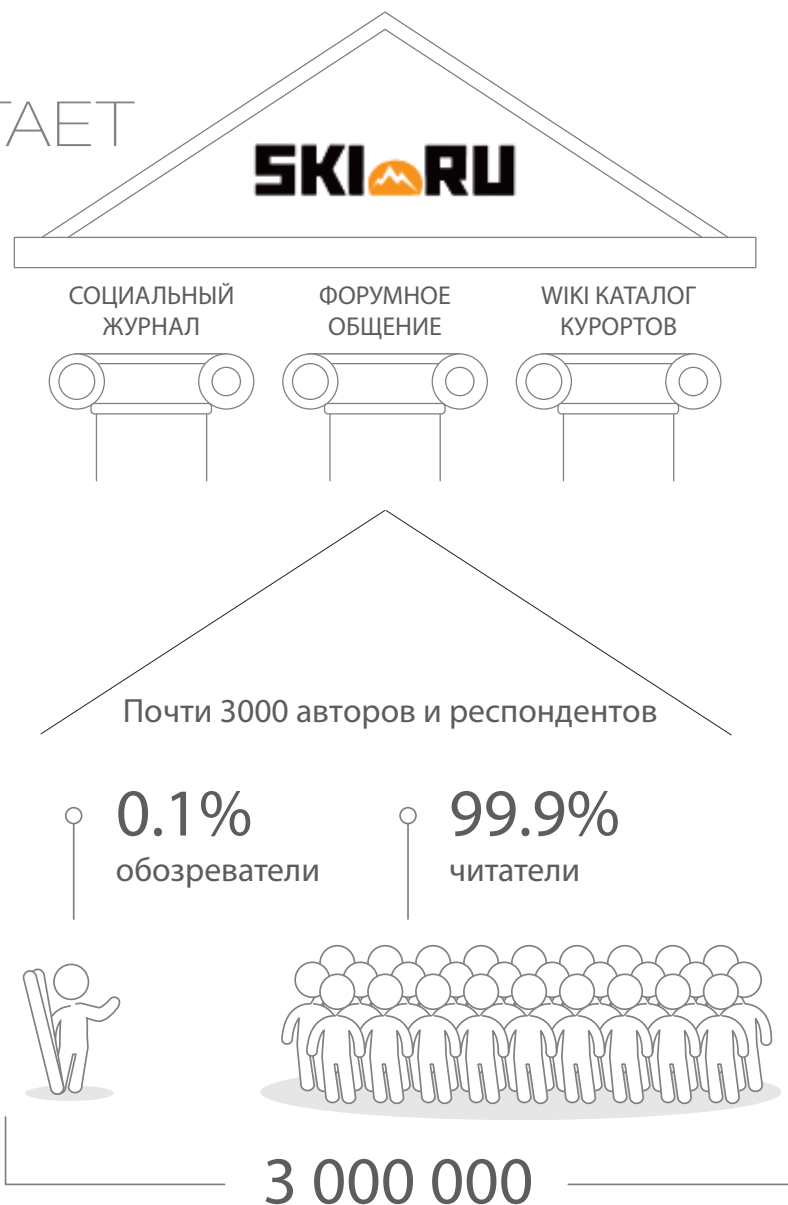 ТАЕТ
SKI RU
СОЦИАЛЬНЫЙ
ЖУРНАЛ
ФОРУМНОЕ
ОБЩЕНИЕ
WIKI КАТАЛОГ
КУРОРТОВ
Почти 3000 авторов и респондентов
0.1%
обозреватели
99.9%
читатели
3 000 000